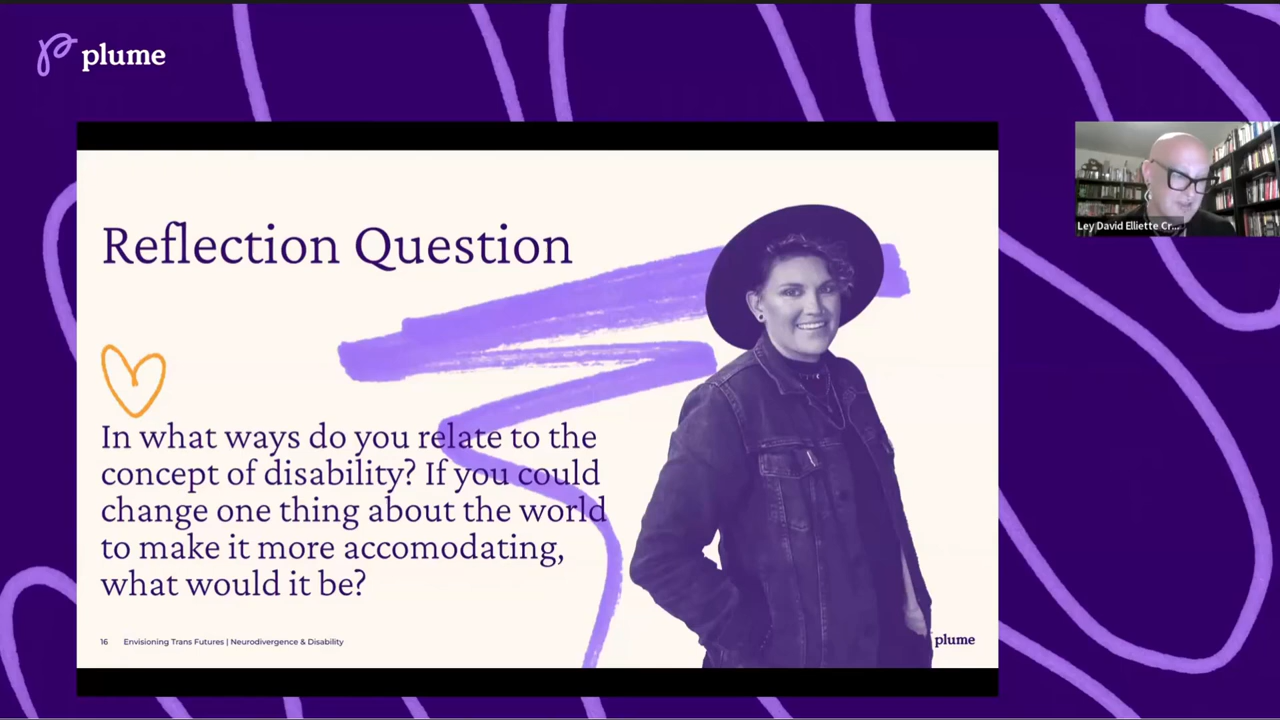 plume
Reflection Question
In what ways do you relate to the
concept of disability? If you could
change one thing about the world
to make it more accomodating,
what would it be?
16 Envisioning Trans Futures | Neurodivergence & Disability
plume
Ley David Elliette Cr...